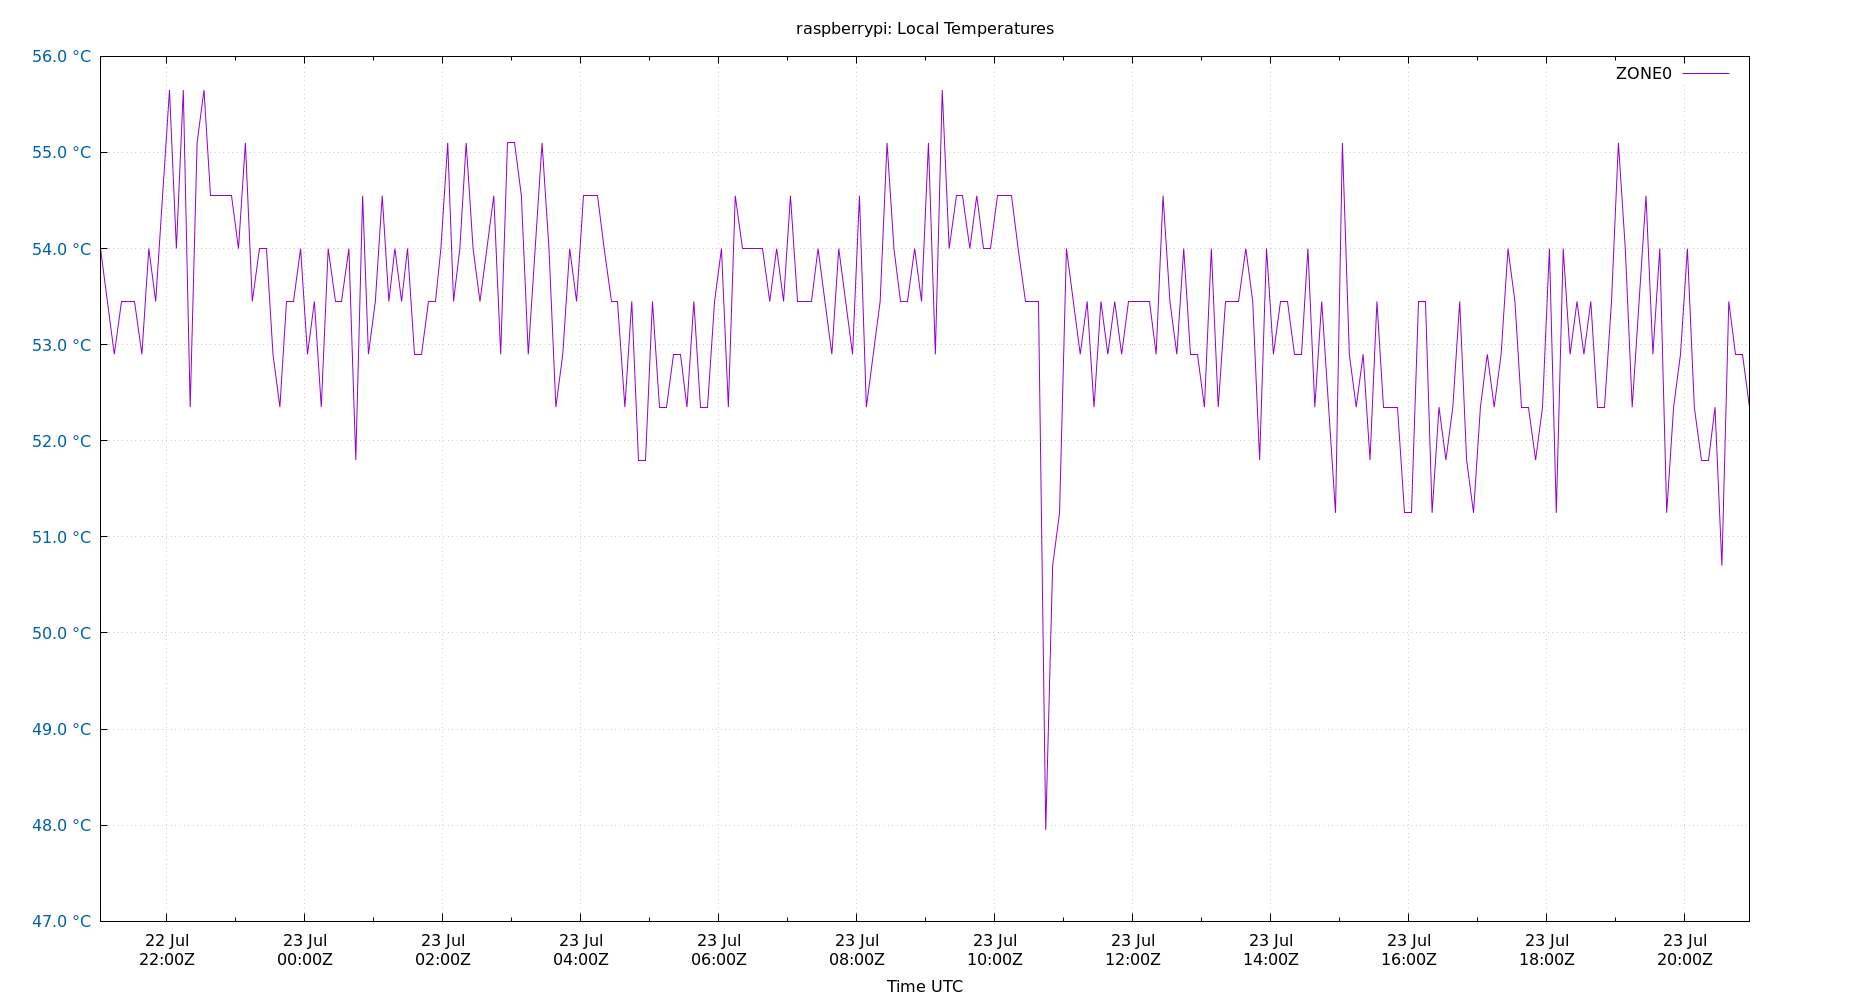 raspberrypi: Local Temperatures
ZONE0
56.0 °C
55.0 °C
54.0 °C
53.0 °C
52.0 °C
51.0 °C
50.0 °C
49.0 °C
48.0 °C
47.0 °C
22 Jul
22:00Z
23 Jul
00:00Z
23 Jul
02:00Z
23 Jul
04:00Z
23 Jul
06:00Z
23 Jul
08:00Z
23 Jul
10:00Z
23 Jul
12:00Z
23 Jul
14:00Z
23 Jul
16:00Z
23 Jul
18:00Z
23 Jul
20:00Z
Time UTC